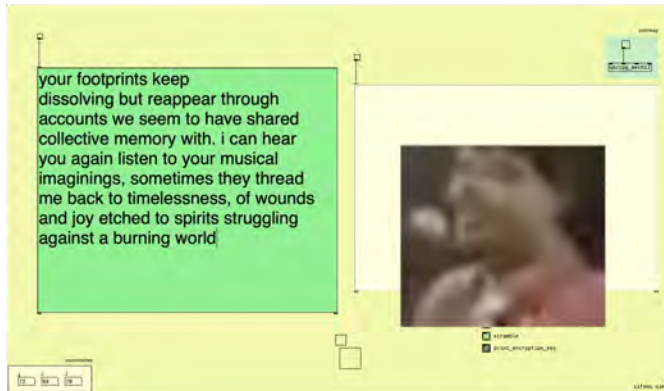 your footprints keep
dissolving but reappear through
accounts we seem to have shared
collective memory with. i can hear
you again listen to your musical
imaginings, sometimes they thread
me back to timelessness, of wounds
and joy etched to spirits struggling
against a burning world
scramble
print_encryption_key